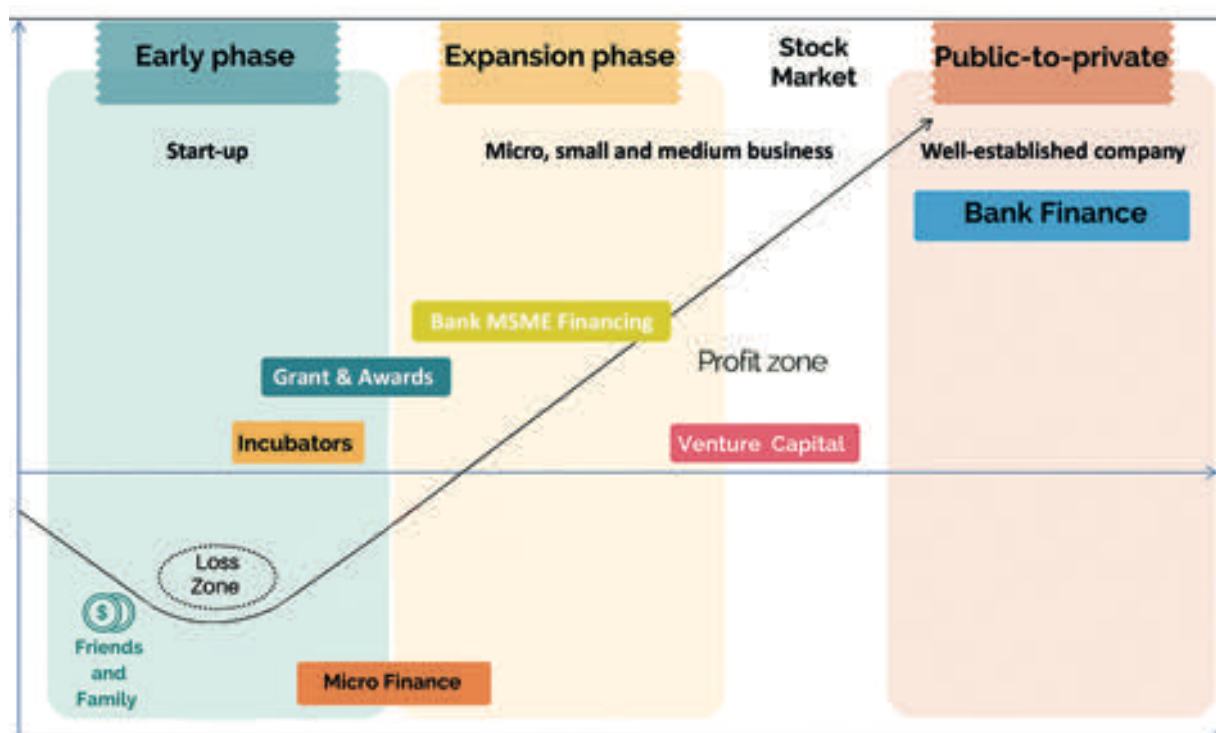 Early phase
Expansion phase
Stock
Market
Public-to-private
Start-up
Micro, small and medium business
Well-established company
Bank Finance
Bank MSME Financing
Profit zone
Grant & Awards
Incubators
Venture Capital
Loss
Zone
$
Friends
and
Family
Micro Finance